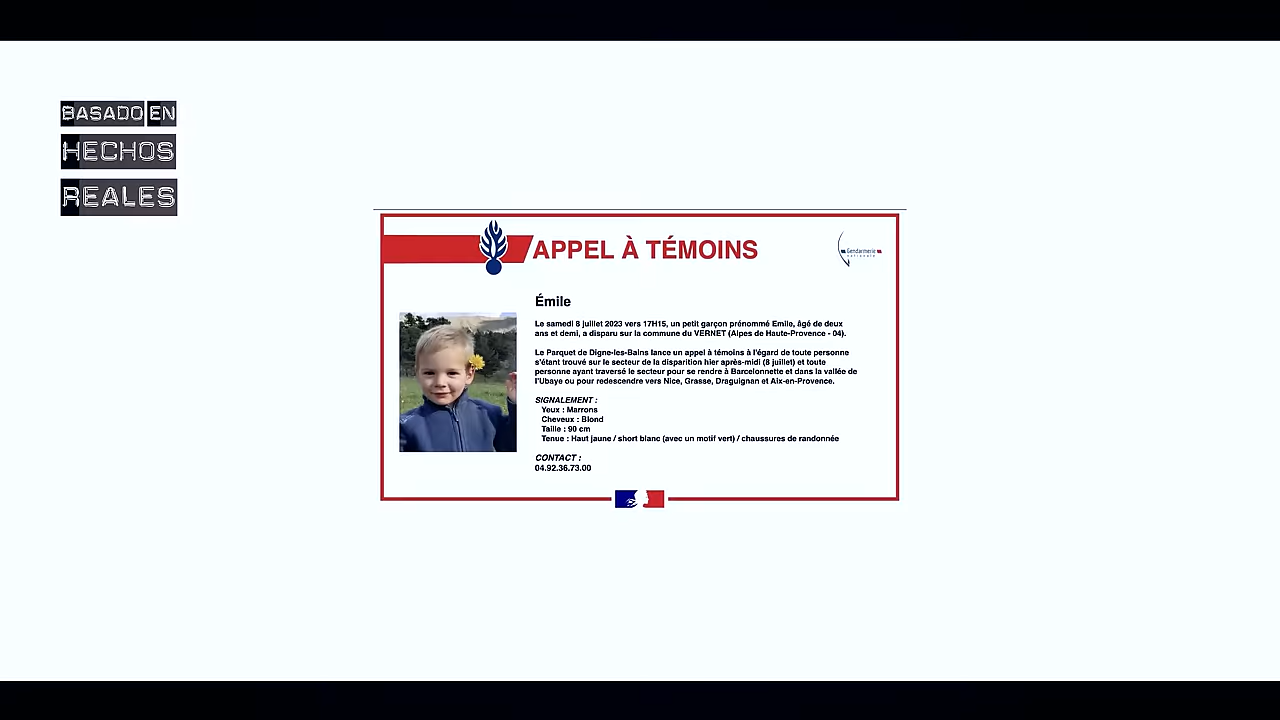 BASADO EN
HECHOS
REALES
APPEL À TÉMOINS
Gendarmerie
nationale
Émile
Le samedi 8 juillet 2023 vers 17H15, un petit garçon prénommé Emile, âgé de deux
ans et demi, a disparu sur la commune du VERNET (Alpes de Haute-Provence - 04).
Le Parquet de Digne-les-Bains lance un appel à témoins à l'égard de toute personne
s'étant trouvé sur le secteur de la disparition hier après-midi (8 juillet) et toute
personne ayant traversé le secteur pour se rendre à Barcelonnette et dans la vallée de
l'Ubaye ou pour redescendre vers Nice, Grasse, Draguignan et Aix-en-Provence.
SIGNALEMENT :
Yeux : Marrons
Cheveux : Blond
Taille : 90 cm
Tenue : Haut jaune / short blanc (avec un motif vert) / chaussures de randonnée
CONTACT :
04.92.36.73.00